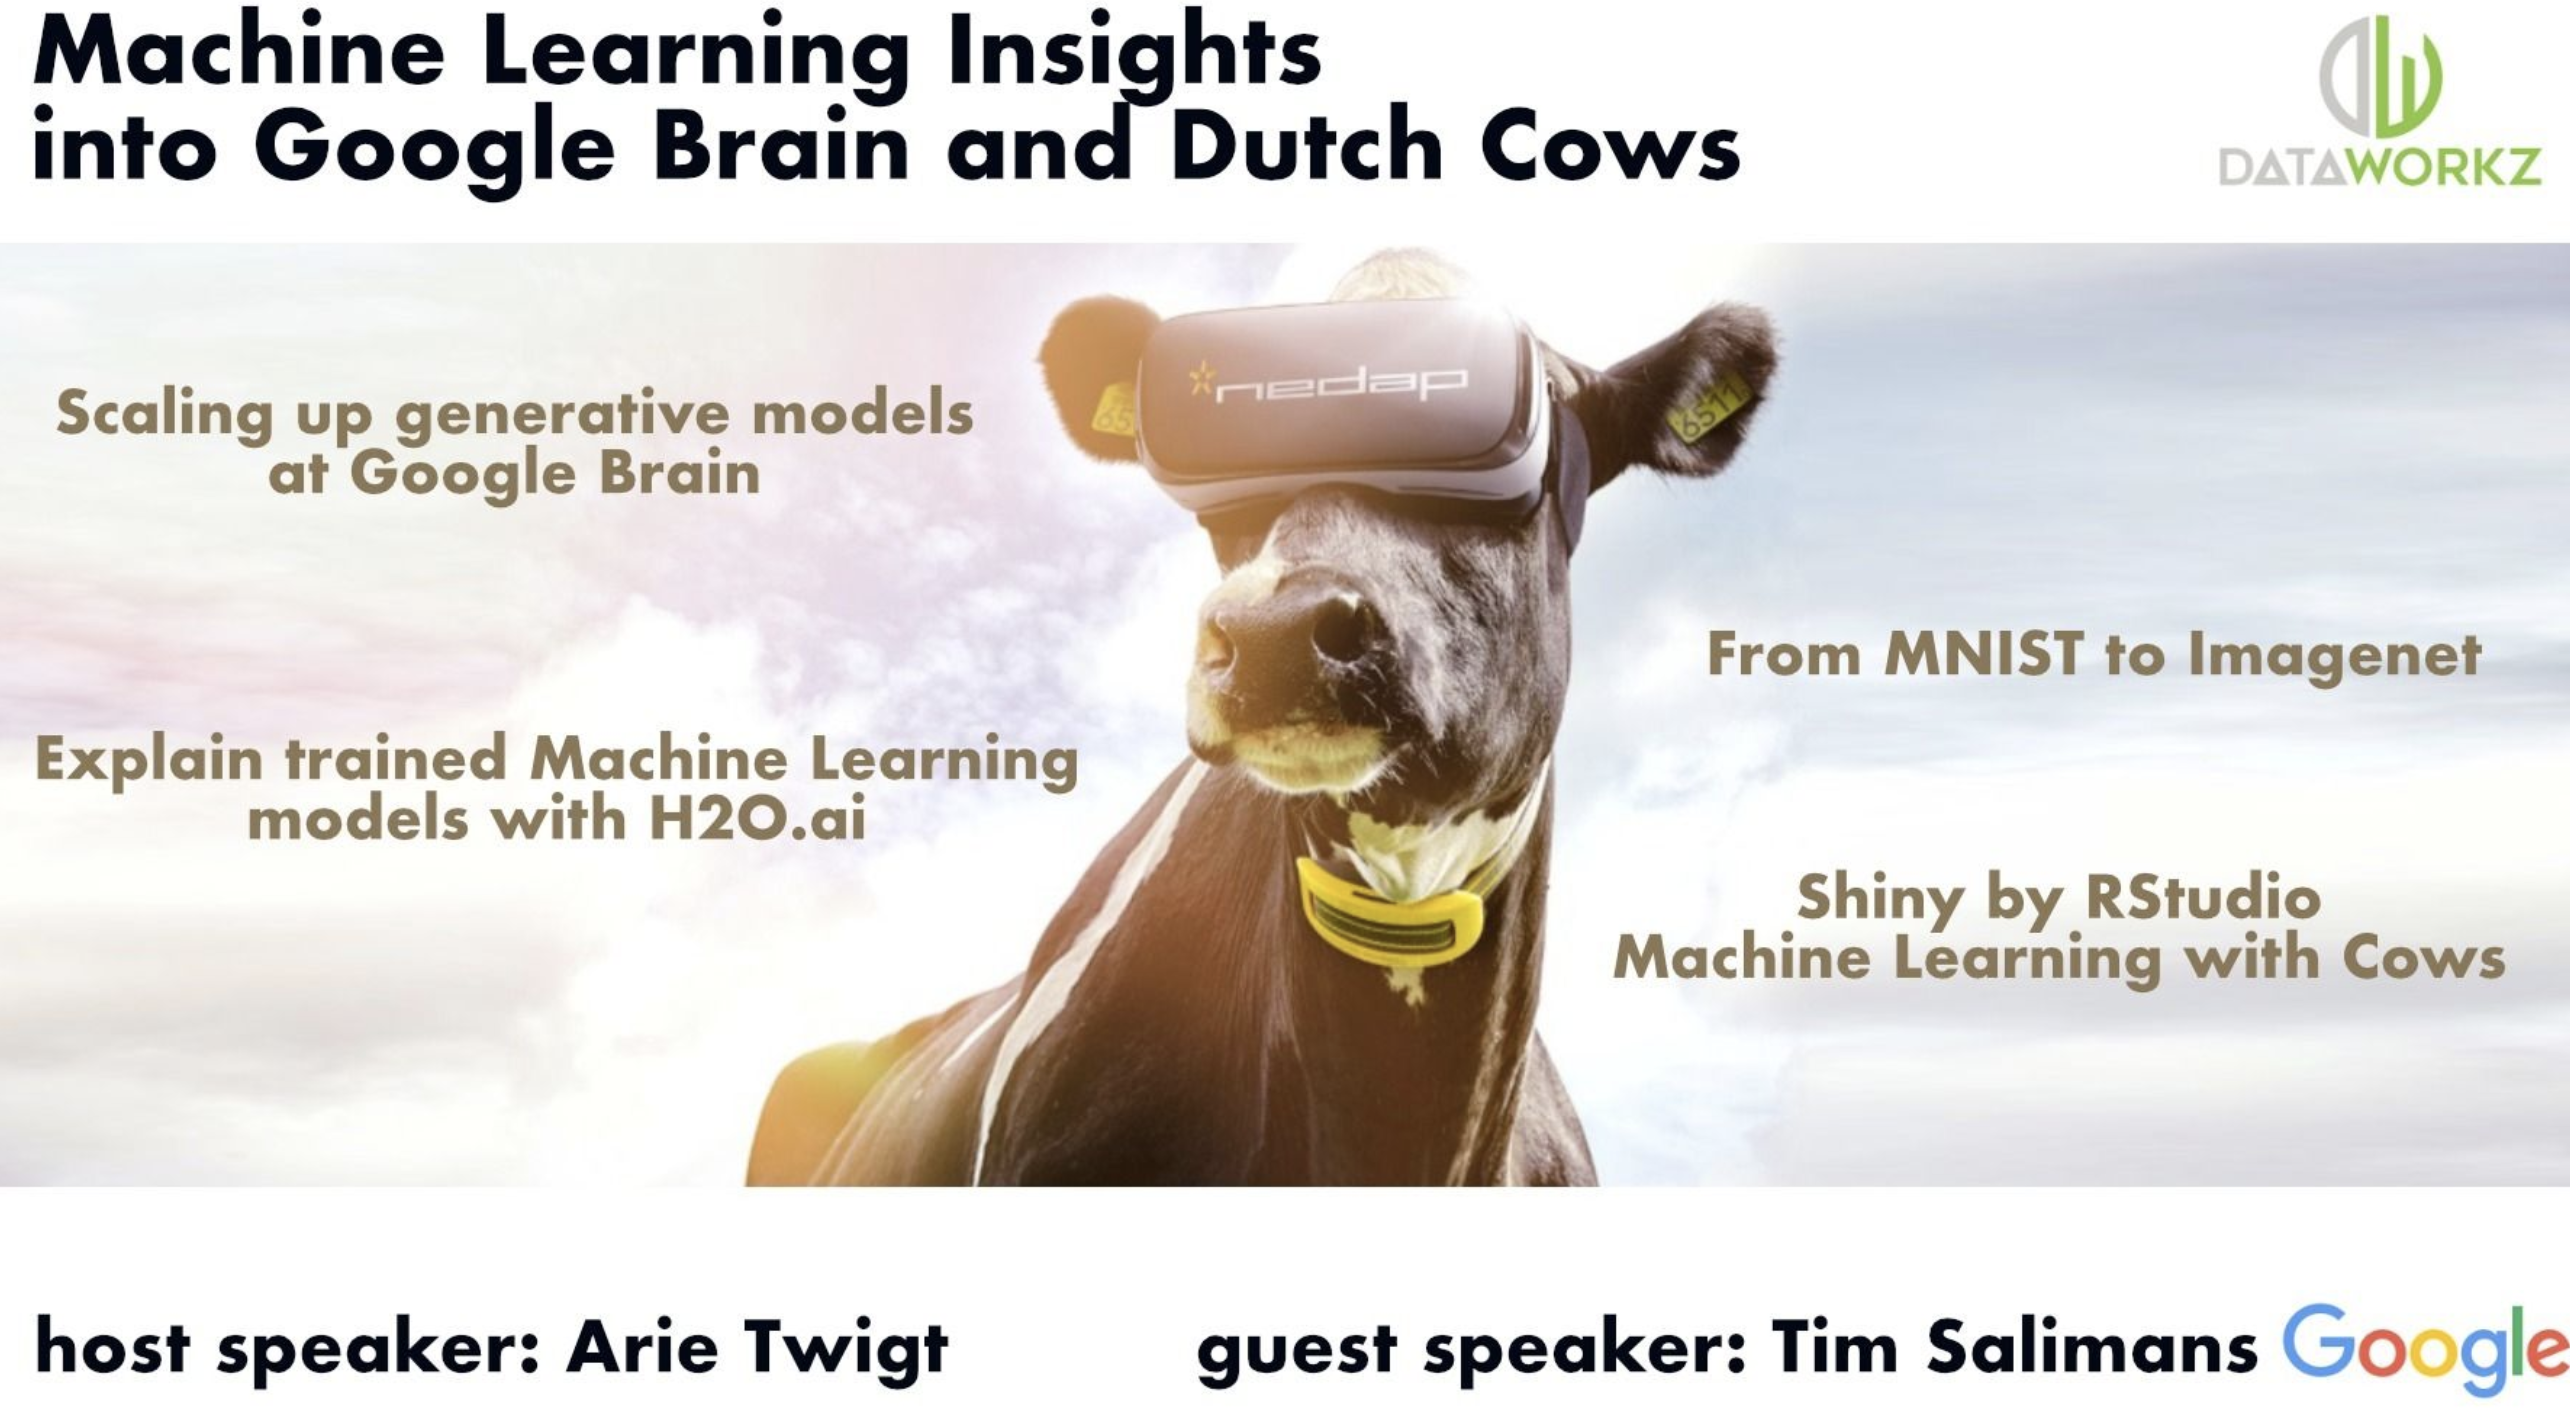 Machine Learning Insights
into Google Brain and Dutch Cows
DATAWORKZ
nedap
65
6511
Scaling up generative models
at Google Brain
From MNIST to Imagenet
Explain trained Machine Learning
models with H2O.ai
Shiny by RStudio
Machine Learning with Cows
host speaker: Arie Twigt
guest speaker: Tim Salimans Google